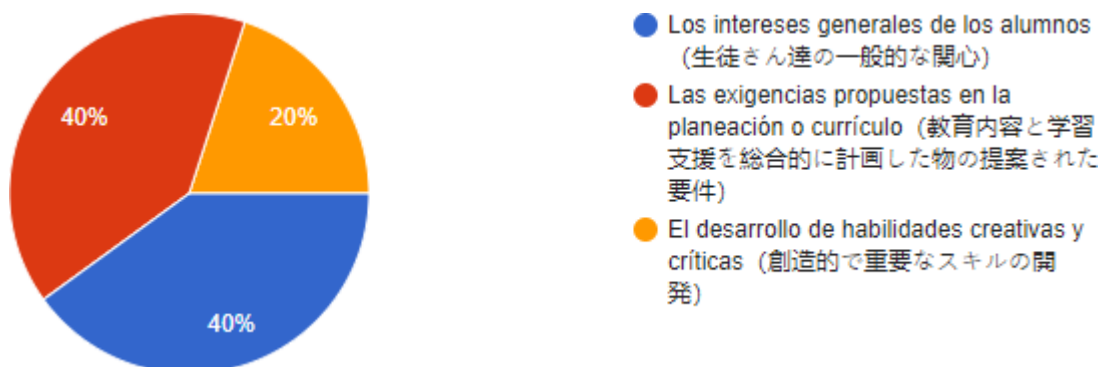 40%
20%
40%
Los intereses generales de los alumnos
（生徒さん達の一般的な関心）
Las exigencias propuestas en la
planeación o currículo（教育内容と学習
支援を総合的に計画した物の提案された
要件）
El desarrollo de habilidades creativas y
críticas（創造的で重要なスキルの開
発）